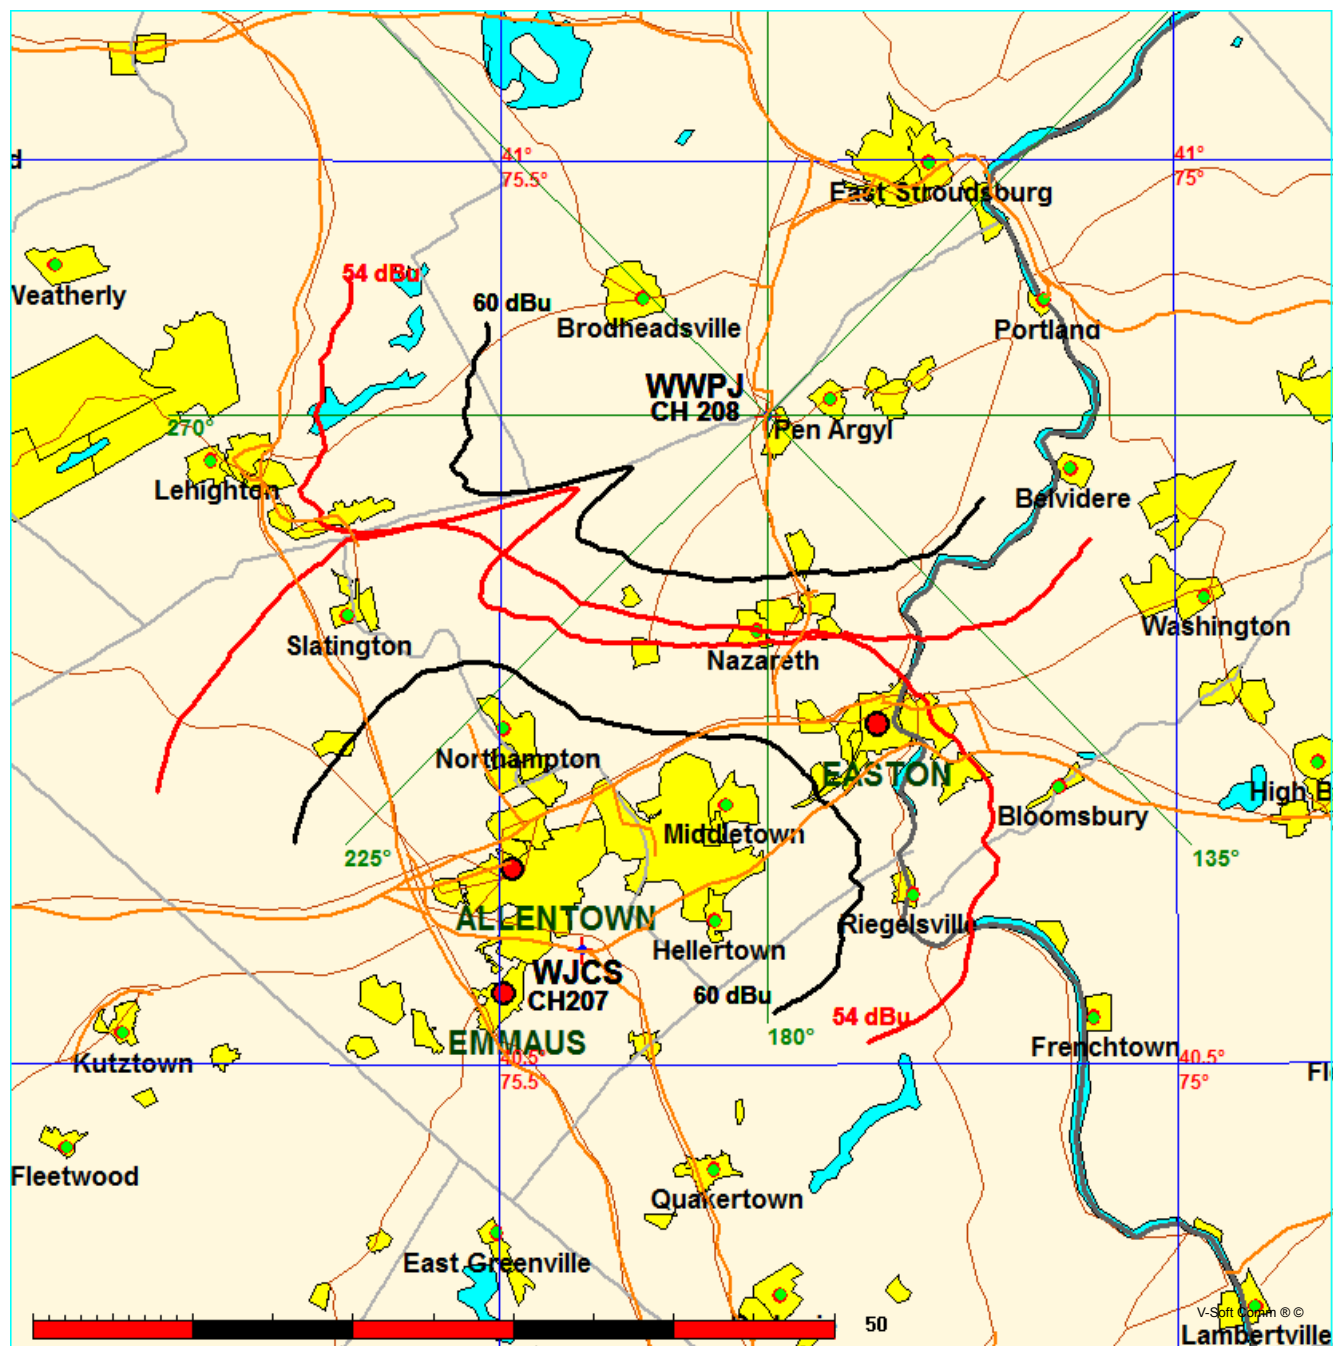 41°
75.5°
41°
75°
d
East Stroudsburg
54 dBu
Weatherly
60 dBu
Brodheadsville
Portland
WWPJ
CH 208
270°
Pen Argyl
Lehighton
Belvidere
Slatington
Nazareth
Washington
Northampton
EASTON
High B
Bloomsbury
Middletown
225°
135°
ALLENTOWN
Hellertown
Riegelsville
WJCS
CH207
60 dBu
54 dBu
180°
EMMAUS
Kutztown
Frenchtown
40.5°
75.5°
40.5°
75°
Fl
Fleetwood
Quakertown
East Greenville
50
V-Soft Comm ® ©
Lambertville